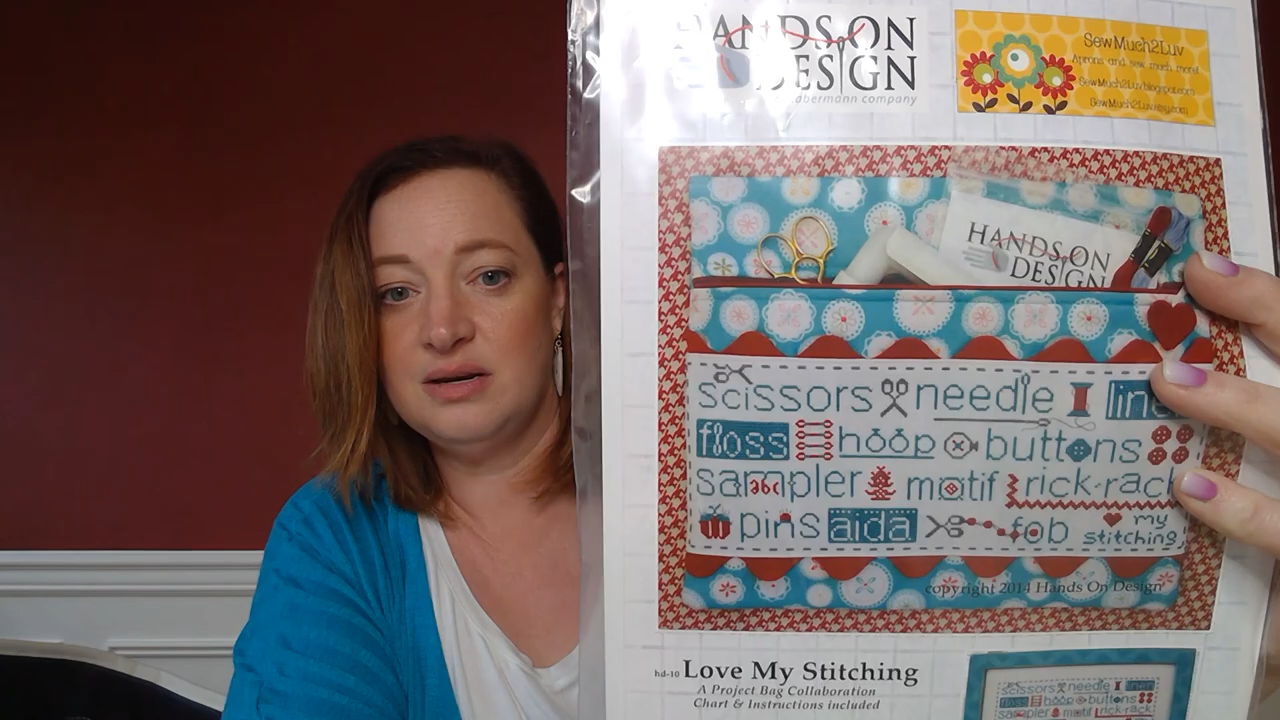 HANDS ON
DESIGN
SewMuch2Luv
Aprons and sew much more!
SewMuch2Luv.blogspot.com
SewMuch2Luv.etsy.com
HANDS ON
DESIGN
scissors needle
floss hoop buttons
sampler abc motif rick-rack
pins aida fob my
stitching
copyright 2014 Hands On Design
hd-10 Love My Stitching
A Project Bag Collaboration
Chart & Instructions included
scissors needle
floss hoop buttons
sampler motif rick-rack